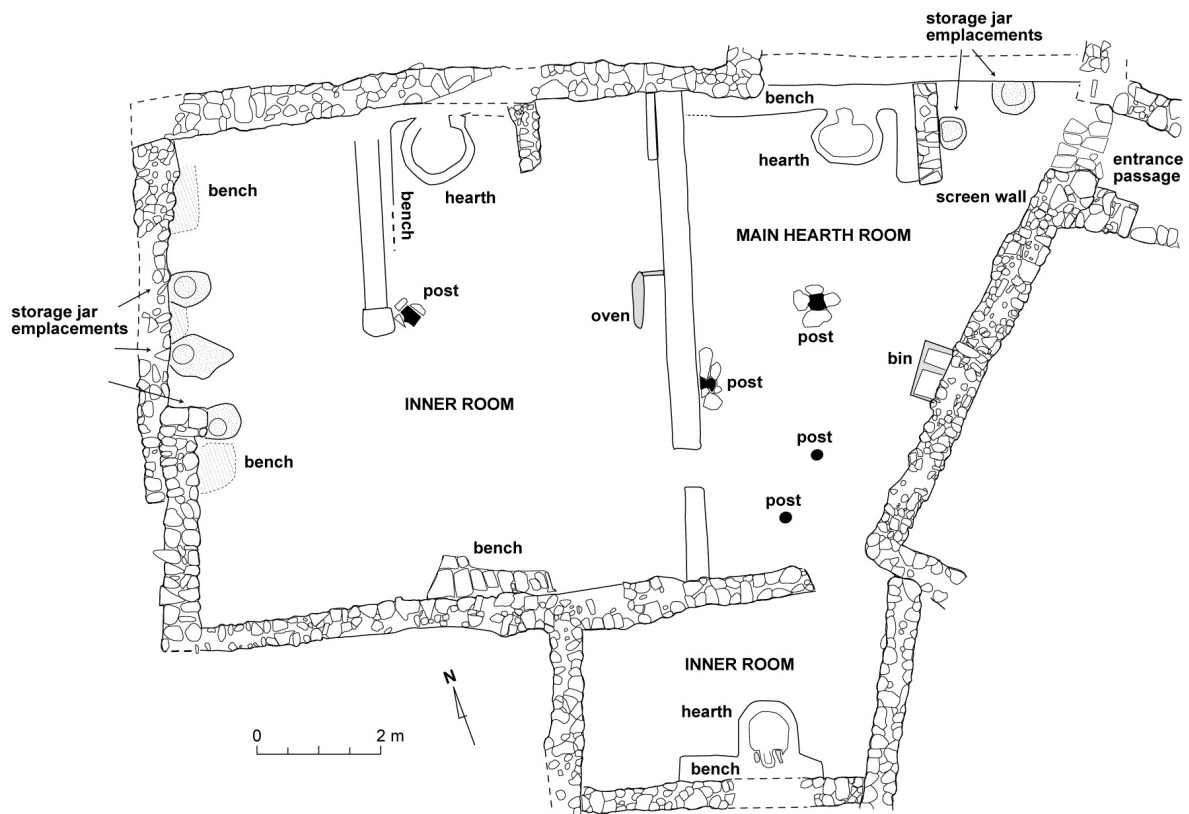 storage jar
emplacements
bench
hearth
screen wall
entrance
passage
bench
hearth
bench
MAIN HEARTH ROOM
storage jar
emplacements
post
oven
post
bin
post
INNER ROOM
post
bench
post
bench
INNER ROOM
N
hearth
0 2 m
bench